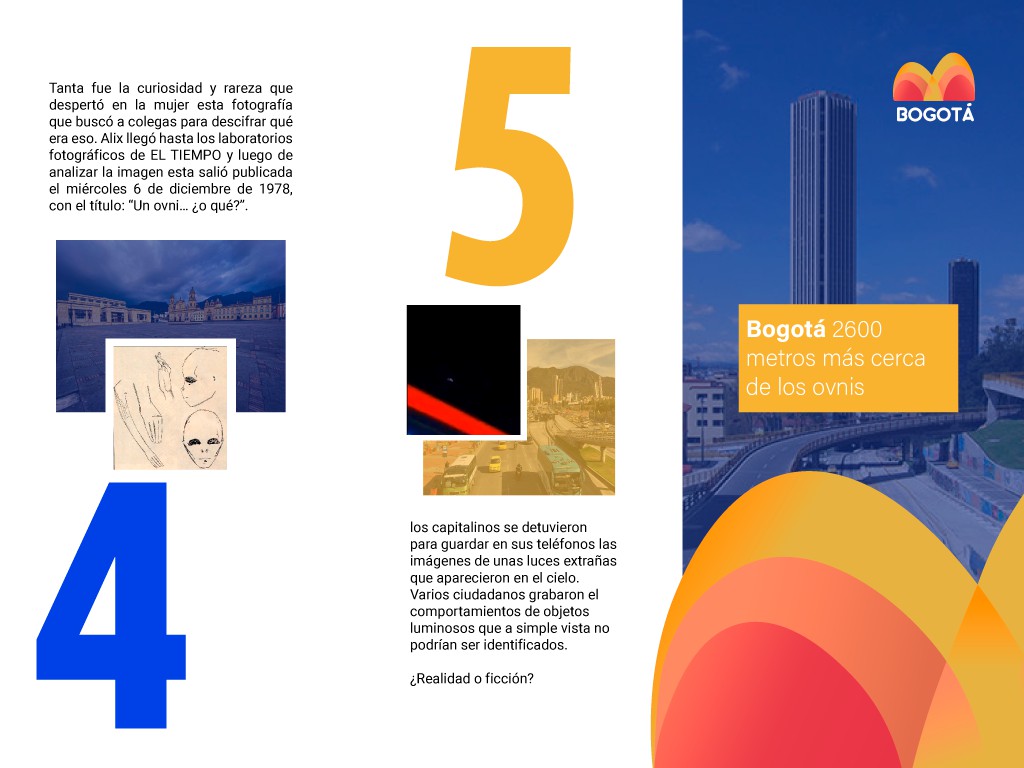 Tanta fue la curiosidad y rareza que
despertó en la mujer esta fotografía
que buscó a colegas para descifrar qué
era eso. Alix llegó hasta los laboratorios
fotográficos de EL TIEMPO y luego de
analizar la imagen esta salió publicada
el miércoles 6 de diciembre de 1978,
con el título: “Un ovni... ¿o qué?”.
4
5
los capitalinos se detuvieron
para guardar en sus teléfonos las
imágenes de unas luces extrañas
que aparecieron en el cielo.
Varios ciudadanos grabaron el
comportamientos de objetos
luminosos que a simple vista no
podrían ser identificados.
¿Realidad o ficción?
BOGOTÁ
Bogotá 2600
metros más cerca
de los ovnis